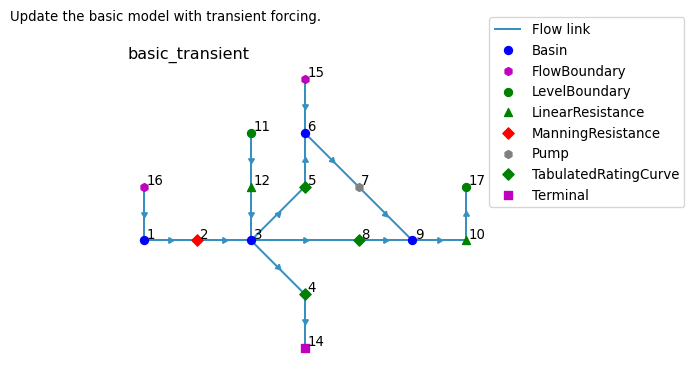 Update the basic model with transient forcing.
basic_transient
Flow link
Basin
FlowBoundary
LevelBoundary
LinearResistance
ManningResistance
Pump
TabulatedRatingCurve
Terminal
15
11
6
16
12
5
7
17
1
2
3
8
9
10
4
14